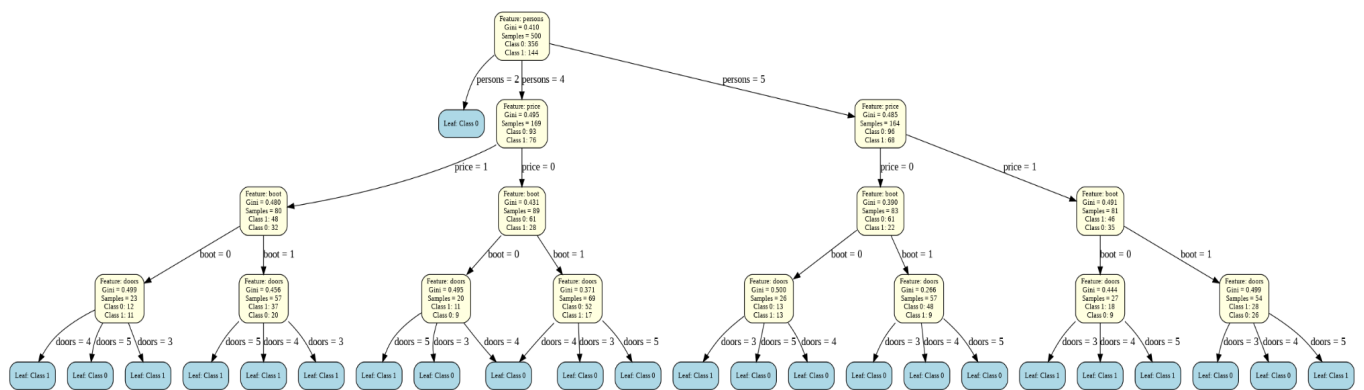 Feature: persons
Gini = 0.410
Samples = 500
Class 0: 356
Class 1: 144
persons = 2
persons = 4
persons = 5
Leaf: Class 0
Feature: price
Gini = 0.495
Samples = 169
Class 0: 93
Class 1: 76
Feature: price
Gini = 0.485
Samples = 164
Class 0: 96
Class 1: 68
price = 1
price = 0
price = 0
price = 1
Feature: boot
Gini = 0.480
Samples = 80
Class 1: 48
Class 0: 32
Feature: boot
Gini = 0.431
Samples = 89
Class 0: 61
Class 1: 28
Feature: boot
Gini = 0.390
Samples = 83
Class 0: 61
Class 1: 22
Feature: boot
Gini = 0.491
Samples = 81
Class 1: 46
Class 0: 35
boot = 0
boot = 1
boot = 0
boot = 1
boot = 0
boot = 1
boot = 0
boot = 1
Feature: doors
Gini = 0.499
Samples = 23
Class 0: 12
Class 1: 11
Feature: doors
Gini = 0.456
Samples = 57
Class 1: 37
Class 0: 20
Feature: doors
Gini = 0.495
Samples = 20
Class 1: 11
Class 0: 9
Feature: doors
Gini = 0.371
Samples = 69
Class 0: 52
Class 1: 17
Feature: doors
Gini = 0.500
Samples = 26
Class 0: 13
Class 1: 13
Feature: doors
Gini = 0.266
Samples = 57
Class 0: 48
Class 1: 9
Feature: doors
Gini = 0.444
Samples = 27
Class 1: 18
Class 0: 9
Feature: doors
Gini = 0.499
Samples = 54
Class 1: 28
Class 0: 26
doors = 4
doors = 5
doors = 3
doors = 5
doors = 4
doors = 3
doors = 5
doors = 3
doors = 4
doors = 4
doors = 3
doors = 5
doors = 3
doors = 5
doors = 4
doors = 3
doors = 4
doors = 5
doors = 3
doors = 4
doors = 5
doors = 3
doors = 4
doors = 5
Leaf: Class 1
Leaf: Class 0
Leaf: Class 1
Leaf: Class 1
Leaf: Class 1
Leaf: Class 1
Leaf: Class 1
Leaf: Class 0
Leaf: Class 0
Leaf: Class 0
Leaf: Class 0
Leaf: Class 1
Leaf: Class 0
Leaf: Class 0
Leaf: Class 0
Leaf: Class 0
Leaf: Class 0
Leaf: Class 1
Leaf: Class 1
Leaf: Class 1
Leaf: Class 0
Leaf: Class 0
Leaf: Class 1